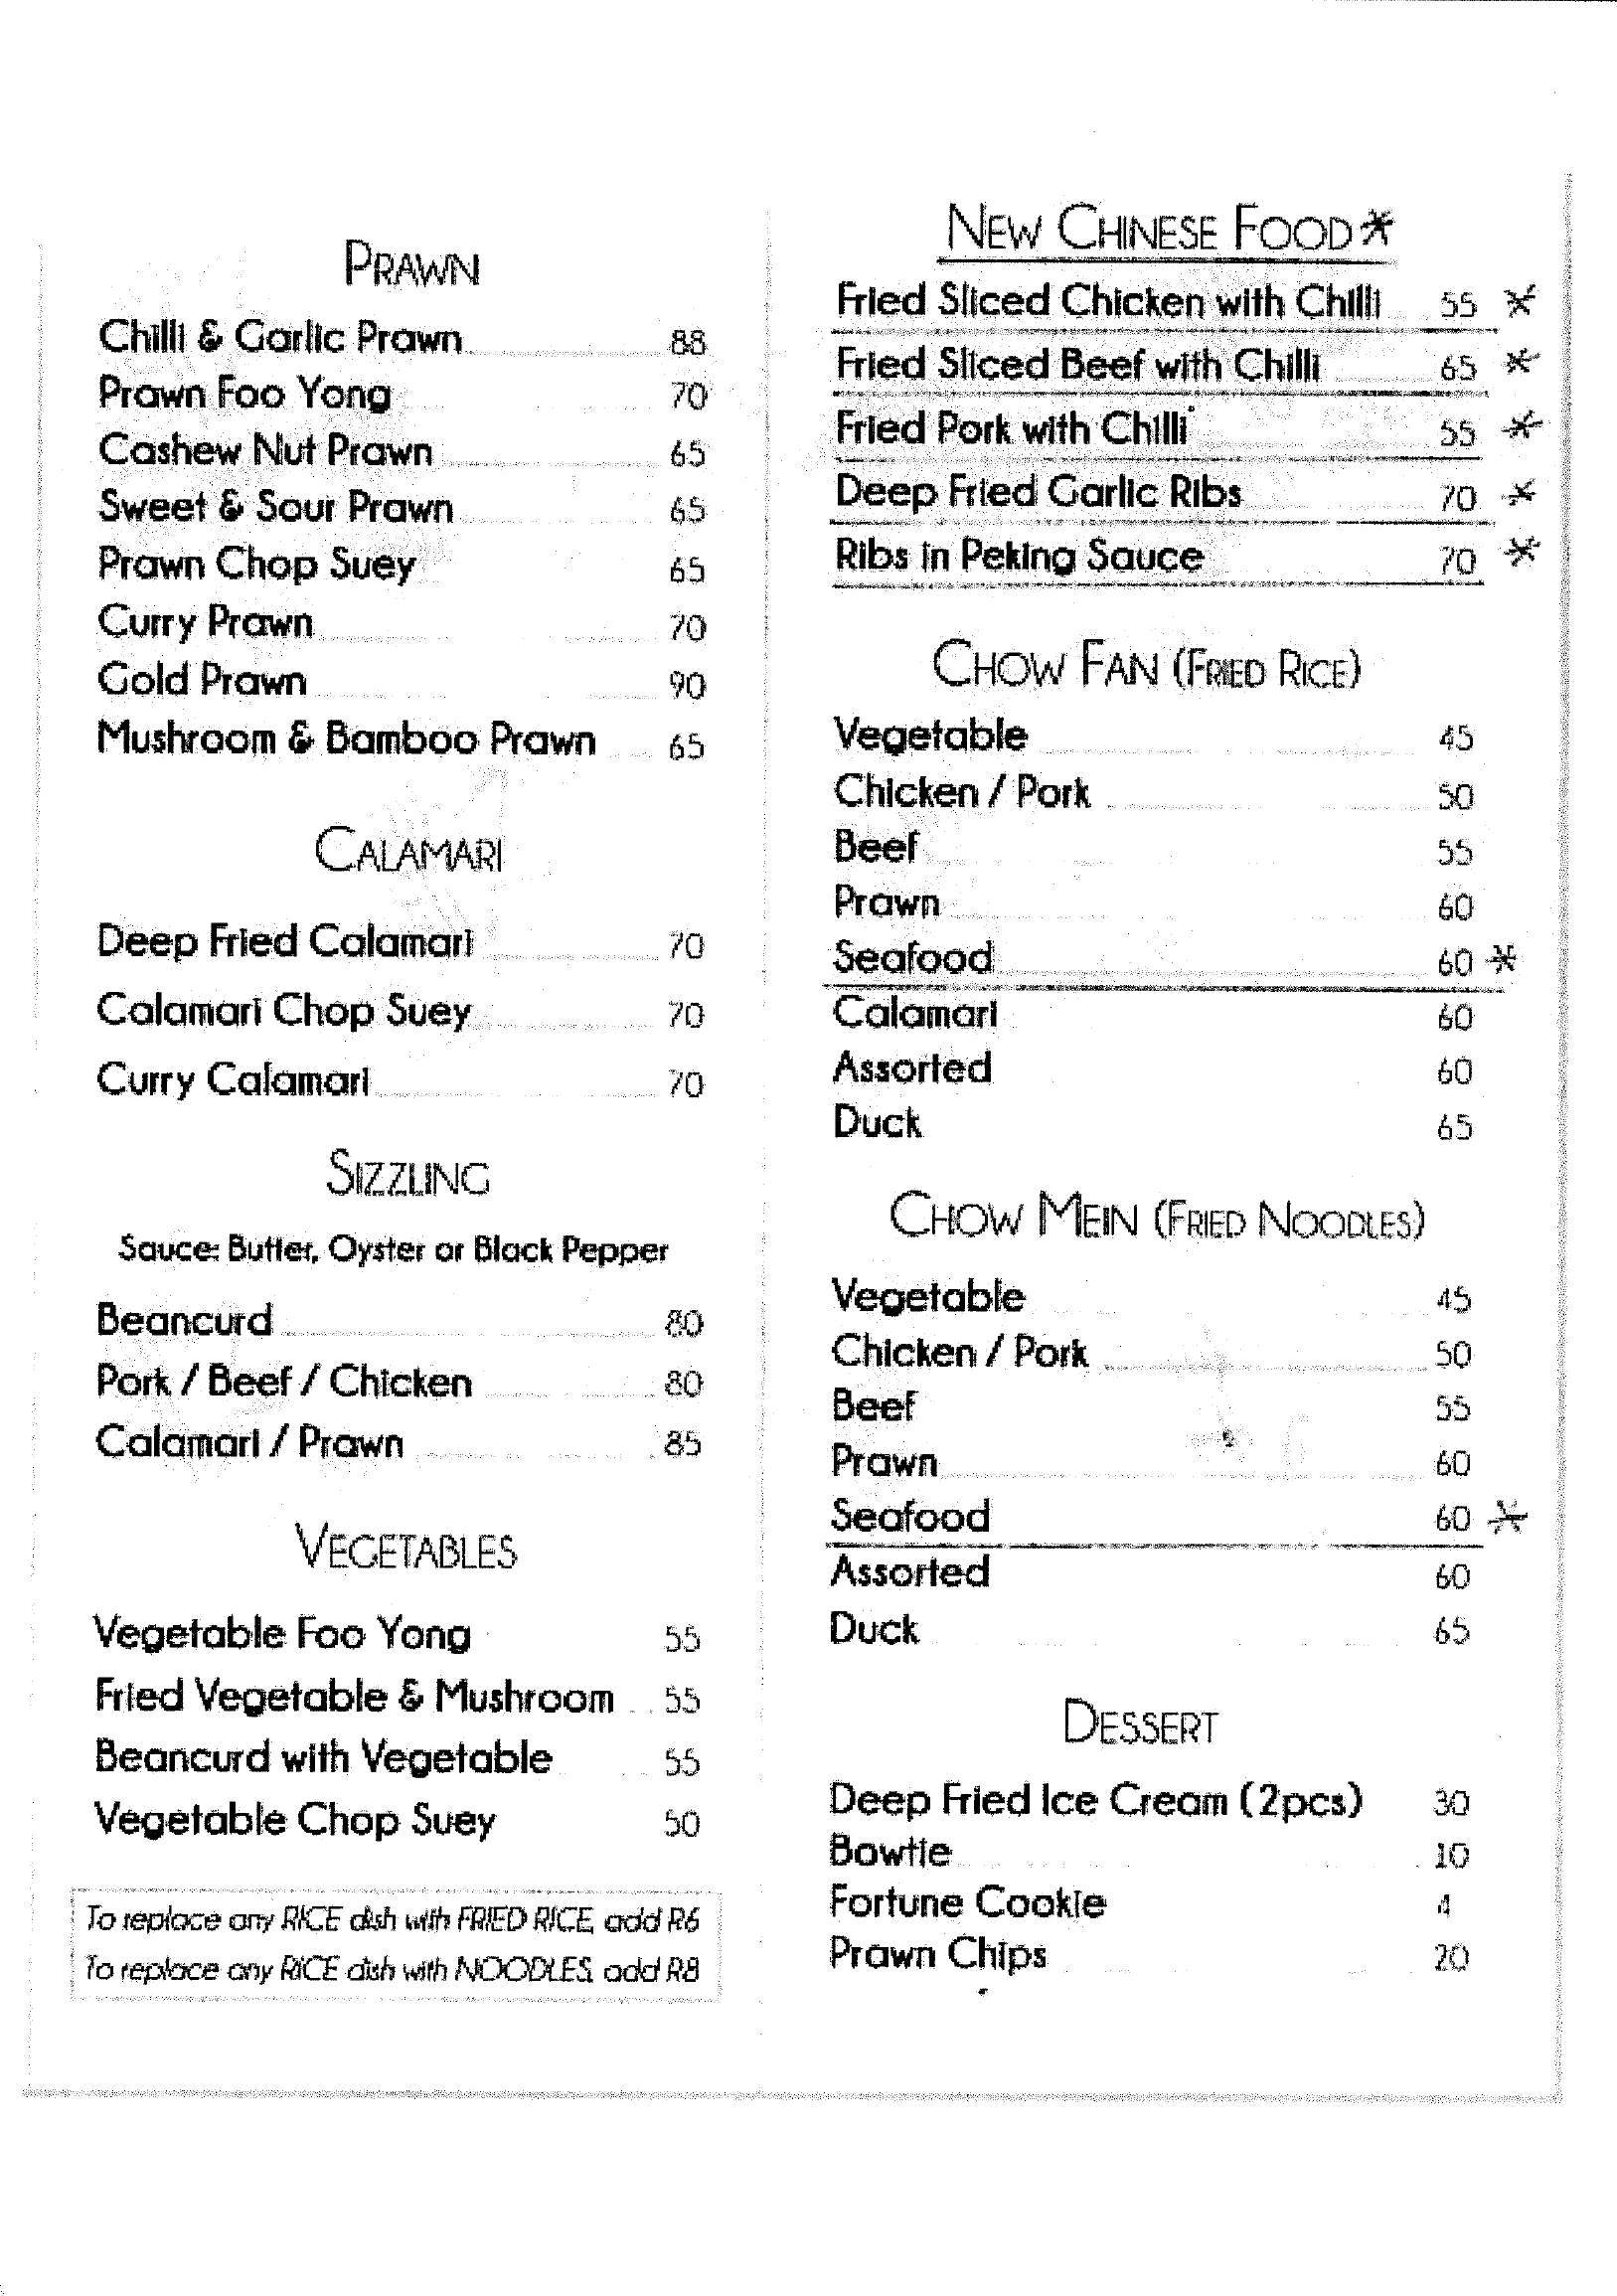 PRAWN
Chilli & Garlic Prawn 88
Prawn Foo Yong 70
Cashew Nut Prawn 65
Sweet & Sour Prawn 65
Prawn Chop Suey 65
Curry Prawn 70
Gold Prawn 90
Mushroom & Bamboo Prawn 65
CALAMARI
Deep Fried Calamari 70
Calamari Chop Suey 70
Curry Calamari 70
SIZZLING
Sauce: Butter, Oyster or Black Pepper
Beancurd 80
Pork / Beef / Chicken 80
Calamari / Prawn 85
VEGETABLES
Vegetable Foo Yong 55
Fried Vegetable & Mushroom 55
Beancurd with Vegetable 55
Vegetable Chop Suey 50
To replace any RICE dish with FRIED RICE, add R6
To replace any RICE dish with NOODLES, add R8
NEW CHINESE FOOD *
Fried Sliced Chicken with Chilli 55 *
Fried Sliced Beef with Chilli 65 *
Fried Pork with Chilli 55 *
Deep Fried Garlic Ribs 70 *
Ribs in Peking Sauce 70 *
CHOW FAN (FRIED RICE)
Vegetable 45
Chicken / Pork 50
Beef 55
Prawn 60
Seafood 60 *
Calamari 60
Assorted 60
Duck 65
CHOW MEIN (FRIED NOODLES)
Vegetable 45
Chicken / Pork 50
Beef 55
Prawn 60
Seafood 60 *
Assorted 60
Duck 65
DESSERT
Deep Fried Ice Cream (2pcs) 30
Bowtie 10
Fortune Cookie 4
Prawn Chips 20